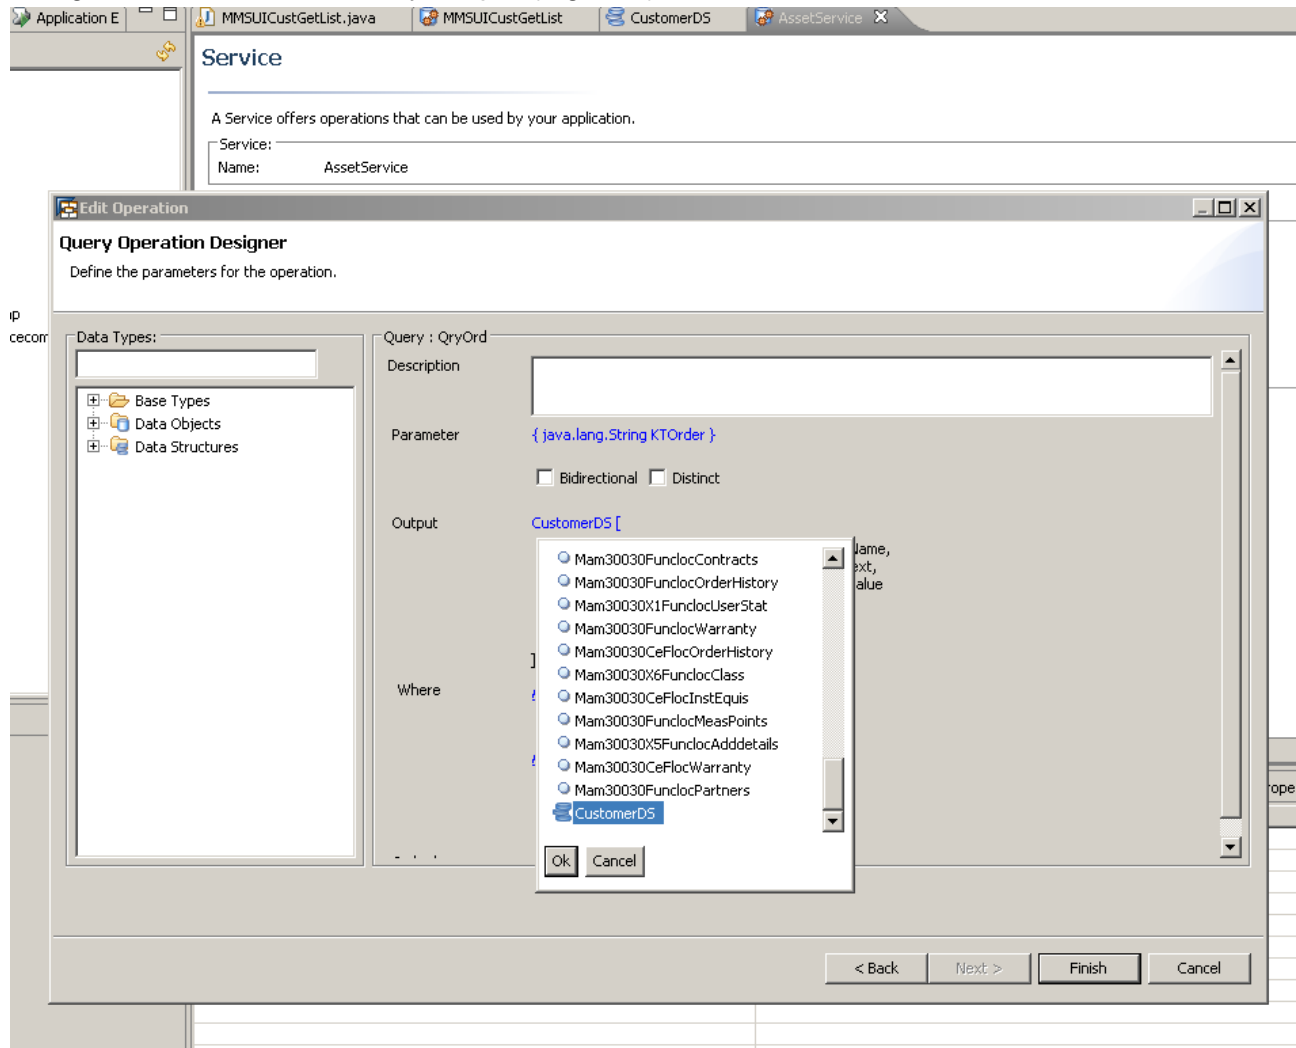 Application E
MMSUICustGetList.java
MMSUICustGetList
CustomerDS
AssetService
Service
A Service offers operations that can be used by your application.
Service:
Name: AssetService
Edit Operation
Query Operation Designer
Define the parameters for the operation.
Data Types:
Base Types
Data Objects
Data Structures
Query : QryOrd
Description
Parameter { java.lang.String KTOrder }
Bidirectional Distinct
Output CustomerDS [
Mam30030FunclocContracts
Mam30030FunclocOrderHistory
Mam30030X1FunclocUserStat
Mam30030FunclocWarranty
Mam30030CeFlocOrderHistory
Mam30030X6FunclocClass
Mam30030CeFlocInstEquis
Mam30030FunclocMeasPoints
Mam30030X5FunclocAdddetails
Mam30030CeFlocWarranty
Mam30030FunclocPartners
CustomerDS
Ok Cancel
]
Where
< Back Next > Finish Cancel